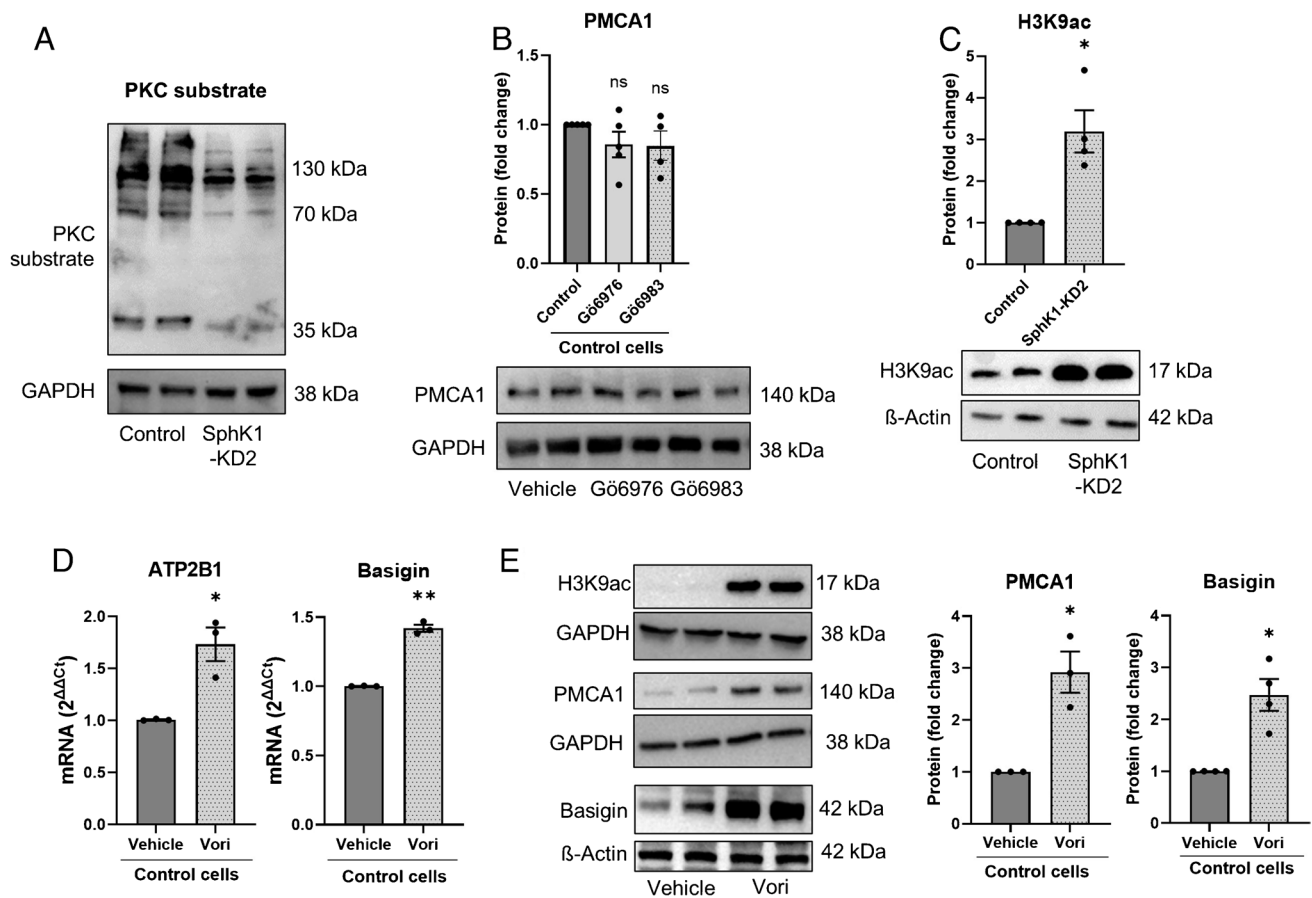 A
PKC substrate
PKC
substrate
130 kDa
70 kDa
35 kDa
GAPDH
38 kDa
Control
SphK1
-KD2
B
PMCA1
Protein (fold change)
1.5
1.0
0.5
0.0
ns
ns
Control
Gö6976
Gö6983
Control cells
PMCA1
140 kDa
GAPDH
38 kDa
Vehicle
Gö6976
Gö6983
C
H3K9ac
Protein (fold change)
5
4
3
2
1
0
*
Control
SphK1-KD2
H3K9ac
17 kDa
ß-Actin
42 kDa
Control
SphK1
-KD2
D
ATP2B1
mRNA (2^ΔΔCt)
2.0
1.5
1.0
0.5
0.0
*
Vehicle
Vori
Control cells
Basigin
mRNA (2^ΔΔCt)
1.5
1.0
0.5
0.0
**
Vehicle
Vori
Control cells
E
H3K9ac
17 kDa
GAPDH
38 kDa
PMCA1
140 kDa
GAPDH
38 kDa
Basigin
42 kDa
ß-Actin
42 kDa
Vehicle
Vori
PMCA1
Protein (fold change)
4
3
2
1
0
*
Vehicle
Vori
Control cells
Basigin
Protein (fold change)
4
3
2
1
0
*
Vehicle
Vori
Control cells